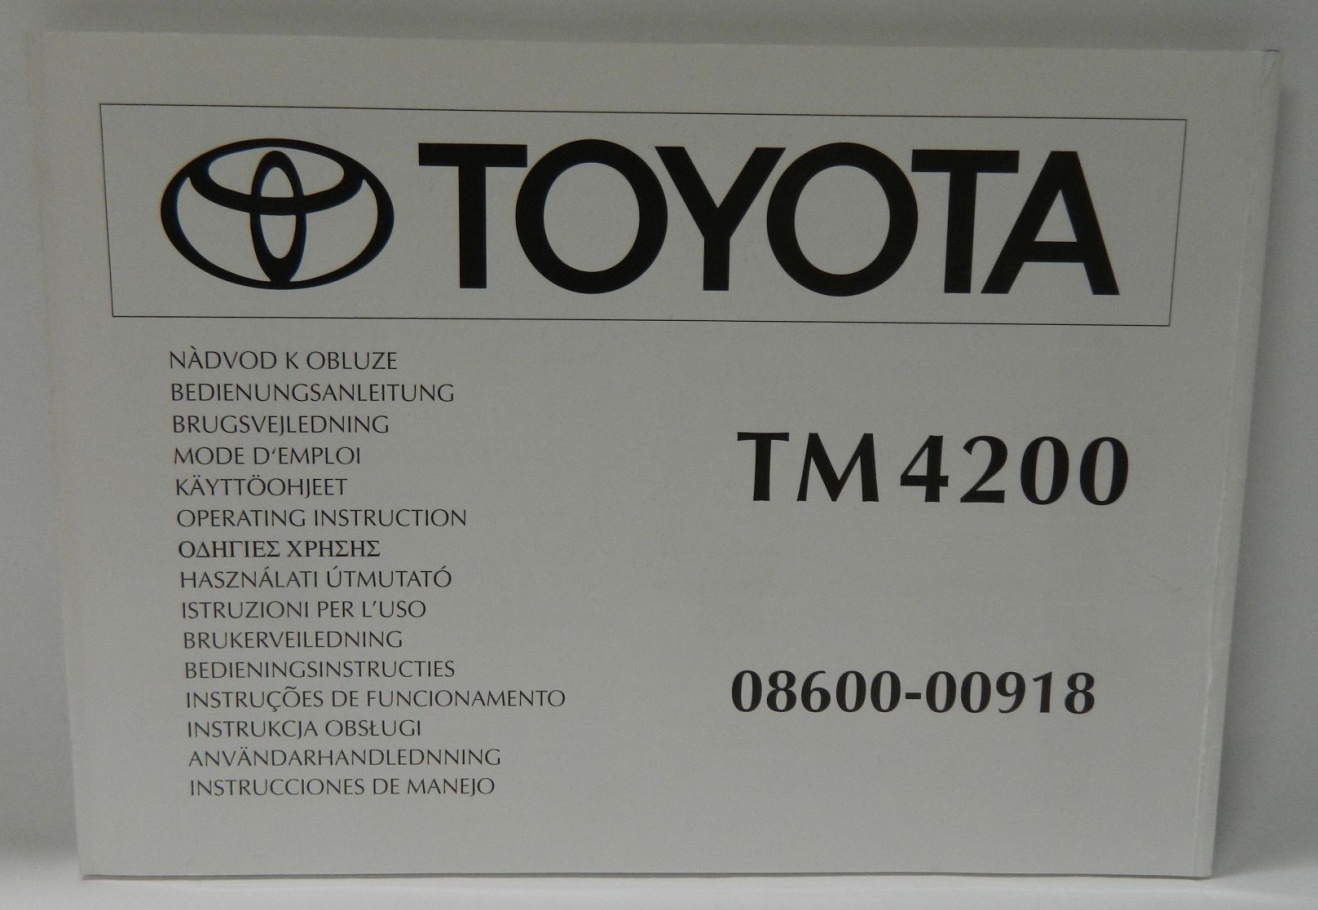 TOYOTA
NÀDVOD K OBLUZE
BEDIENUNGSANLEITUNG
BRUGSVEJLEDNING
MODE D‘EMPLOI
KÄYTTÖOHJEET
OPERATING INSTRUCTION
ΟΔΗΓΙΕΣ ΧΡΗΣΗΣ
HASZNÁLATI ÚTMUTATÓ
ISTRUZIONI PER L’USO
BRUKERVEILEDNING
BEDIENINGSINSTRUCTIES
INSTRUÇÕES DE FUNCIONAMENTO
INSTRUKCJA OBSŁUGI
ANVÄNDARHANDLEDNNING
INSTRUCCIONES DE MANEJO
TM 4200
08600-00918